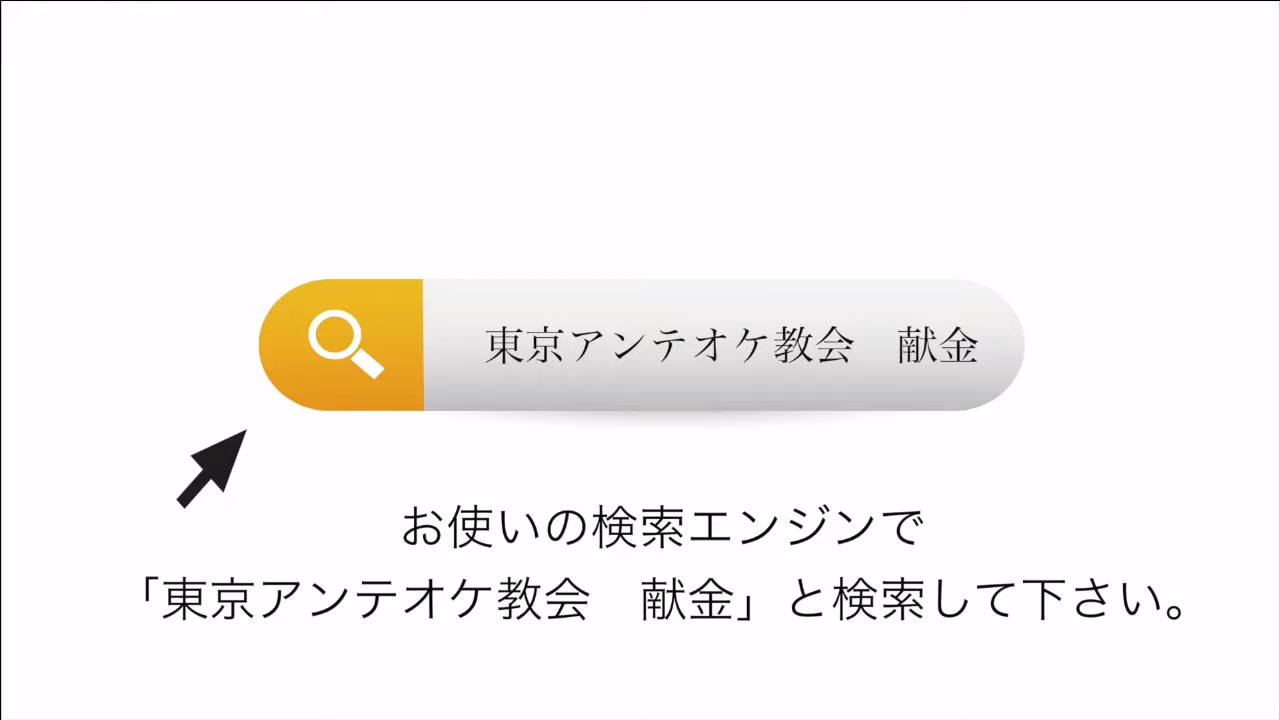 東京アンテオケ教会　献金
お使いの検索エンジンで
「東京アンテオケ教会　献金」と検索して下さい。